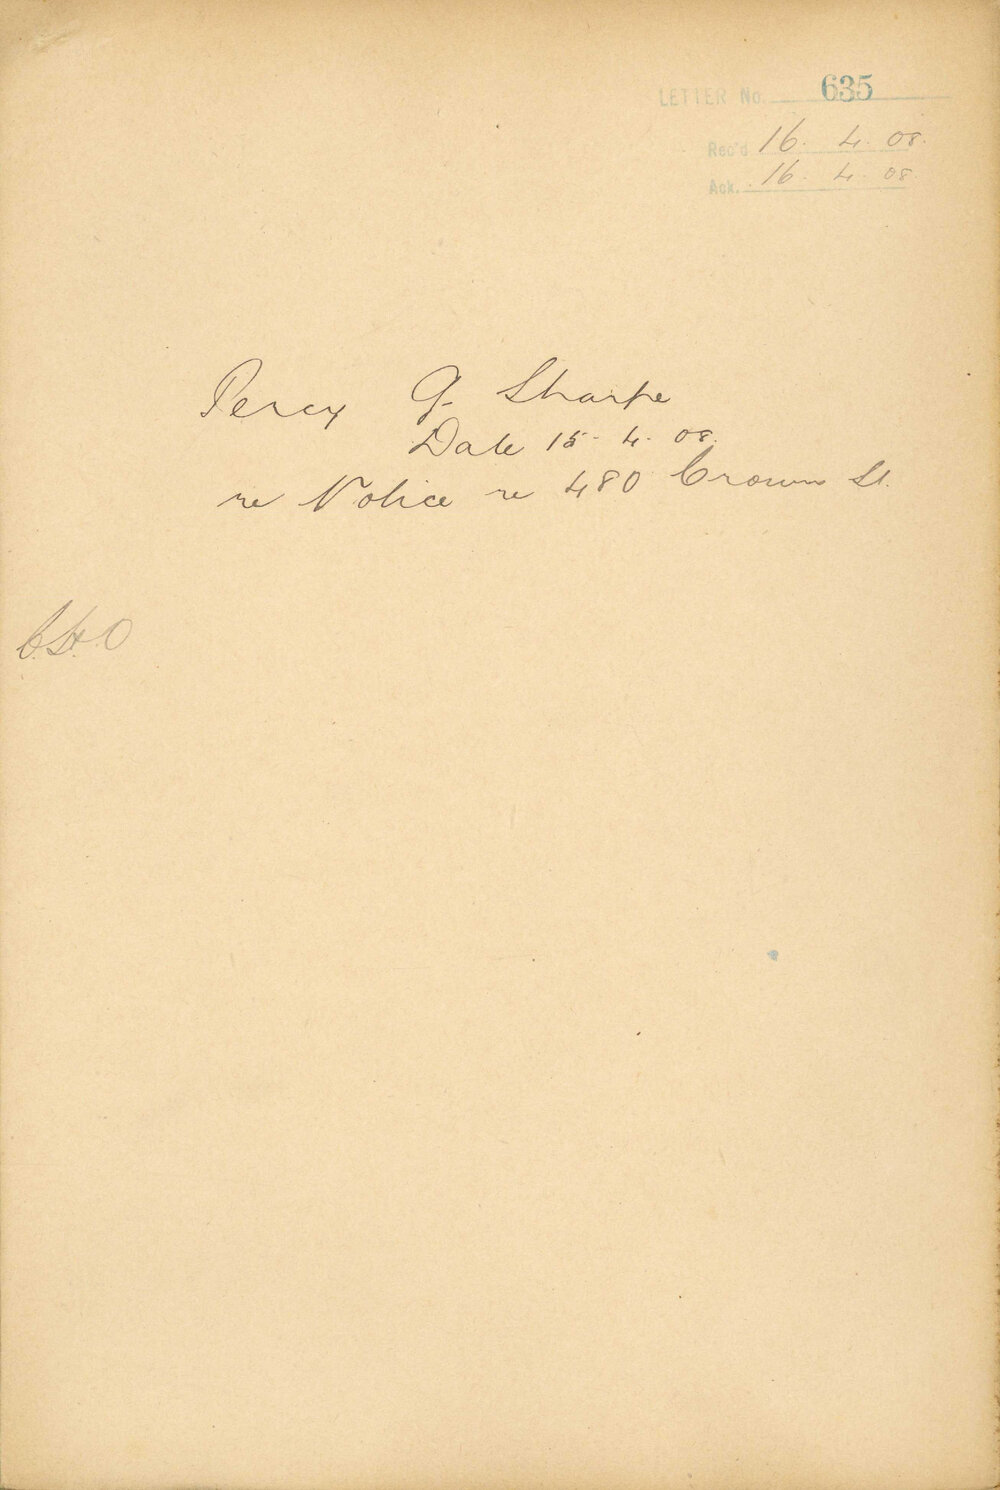 LETTER No. 635
Rec'd 16. 4. 08.
Ack. 16. 4. 08
Percy G. Sharpe
Date 15. 4. 08.
re Notice re 480 Crown St.
C.H.O